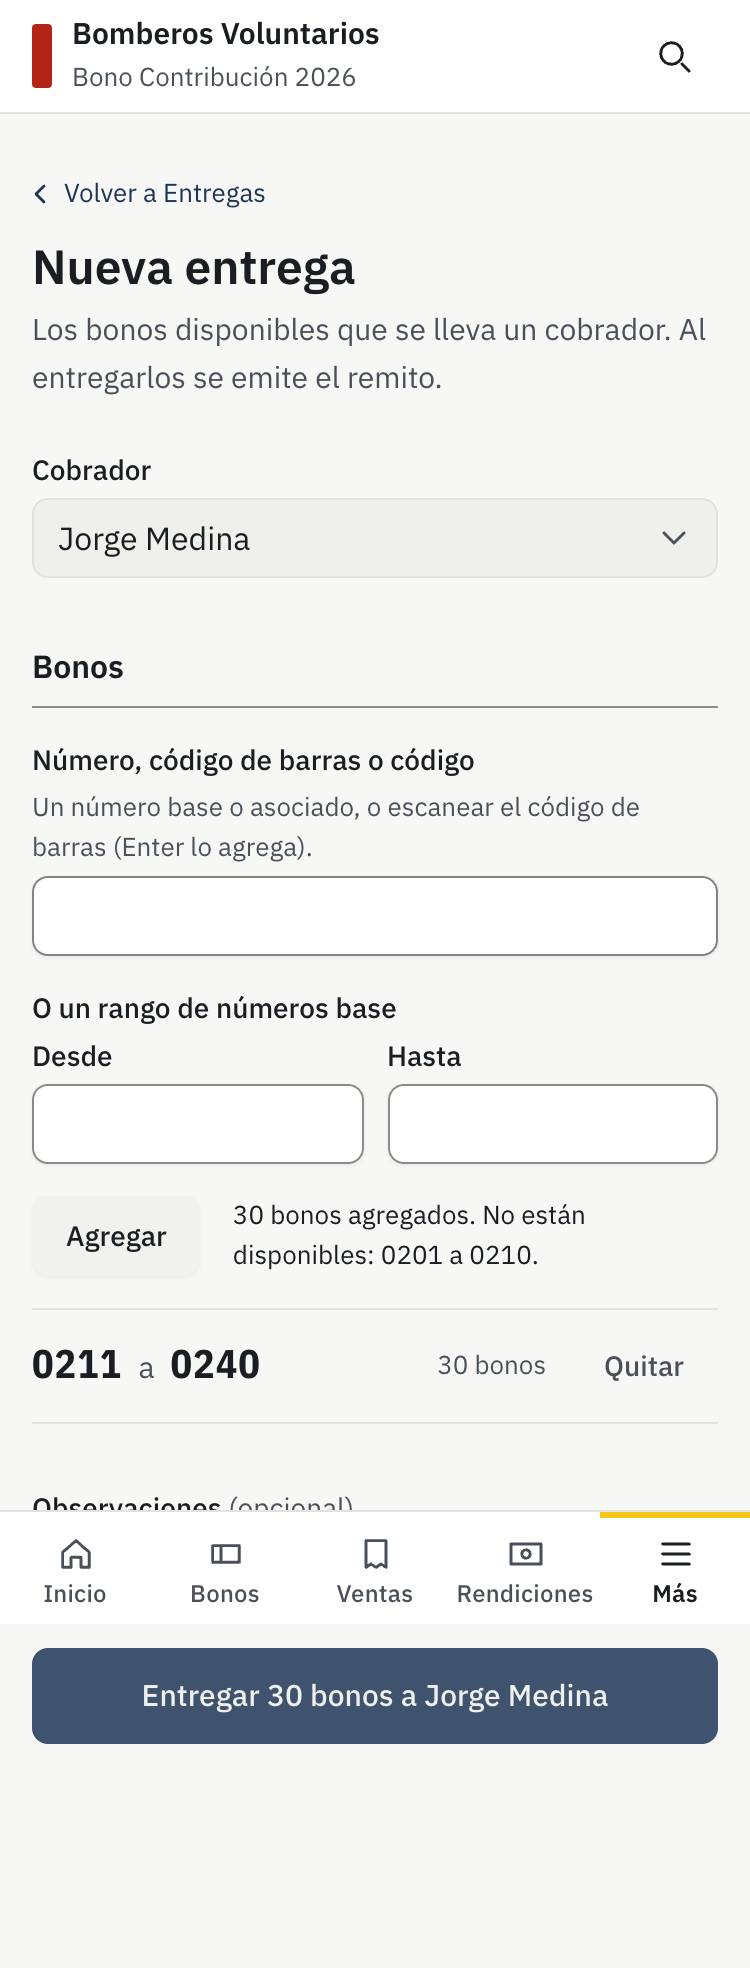 Bomberos Voluntarios
Bono Contribución 2026
Volver a Entregas
Nueva entrega
Los bonos disponibles que se lleva un cobrador. Al
entregarlos se emite el remito.
Cobrador
Jorge Medina
Bonos
Número, código de barras o código
Un número base o asociado, o escanear el código de
barras (Enter lo agrega).
O un rango de números base
Desde Hasta
Agregar
30 bonos agregados. No están
disponibles: 0201 a 0210.
0211 a 0240 30 bonos Quitar
Observaciones (opcional)
Inicio Bonos Ventas Rendiciones Más
Entregar 30 bonos a Jorge Medina